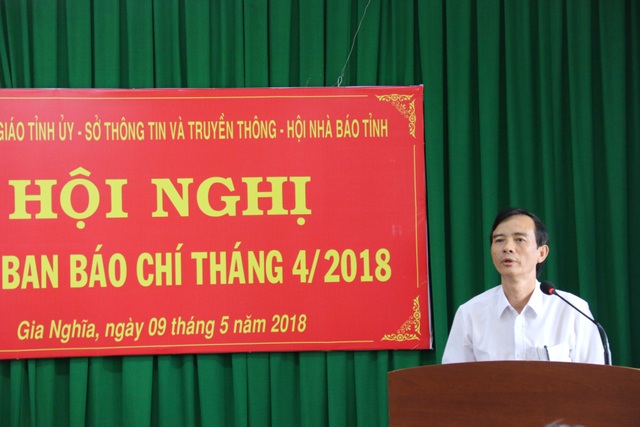 GIÁO TỈNH ỦY - SỞ THÔNG TIN VÀ TRUYỀN THÔNG - HỘI NHÀ BÁO TỈNH
HỘI NGHỊ
BAN BÁO CHÍ THÁNG 4/2018
Gia Nghĩa, ngày 09 tháng 5 năm 2018